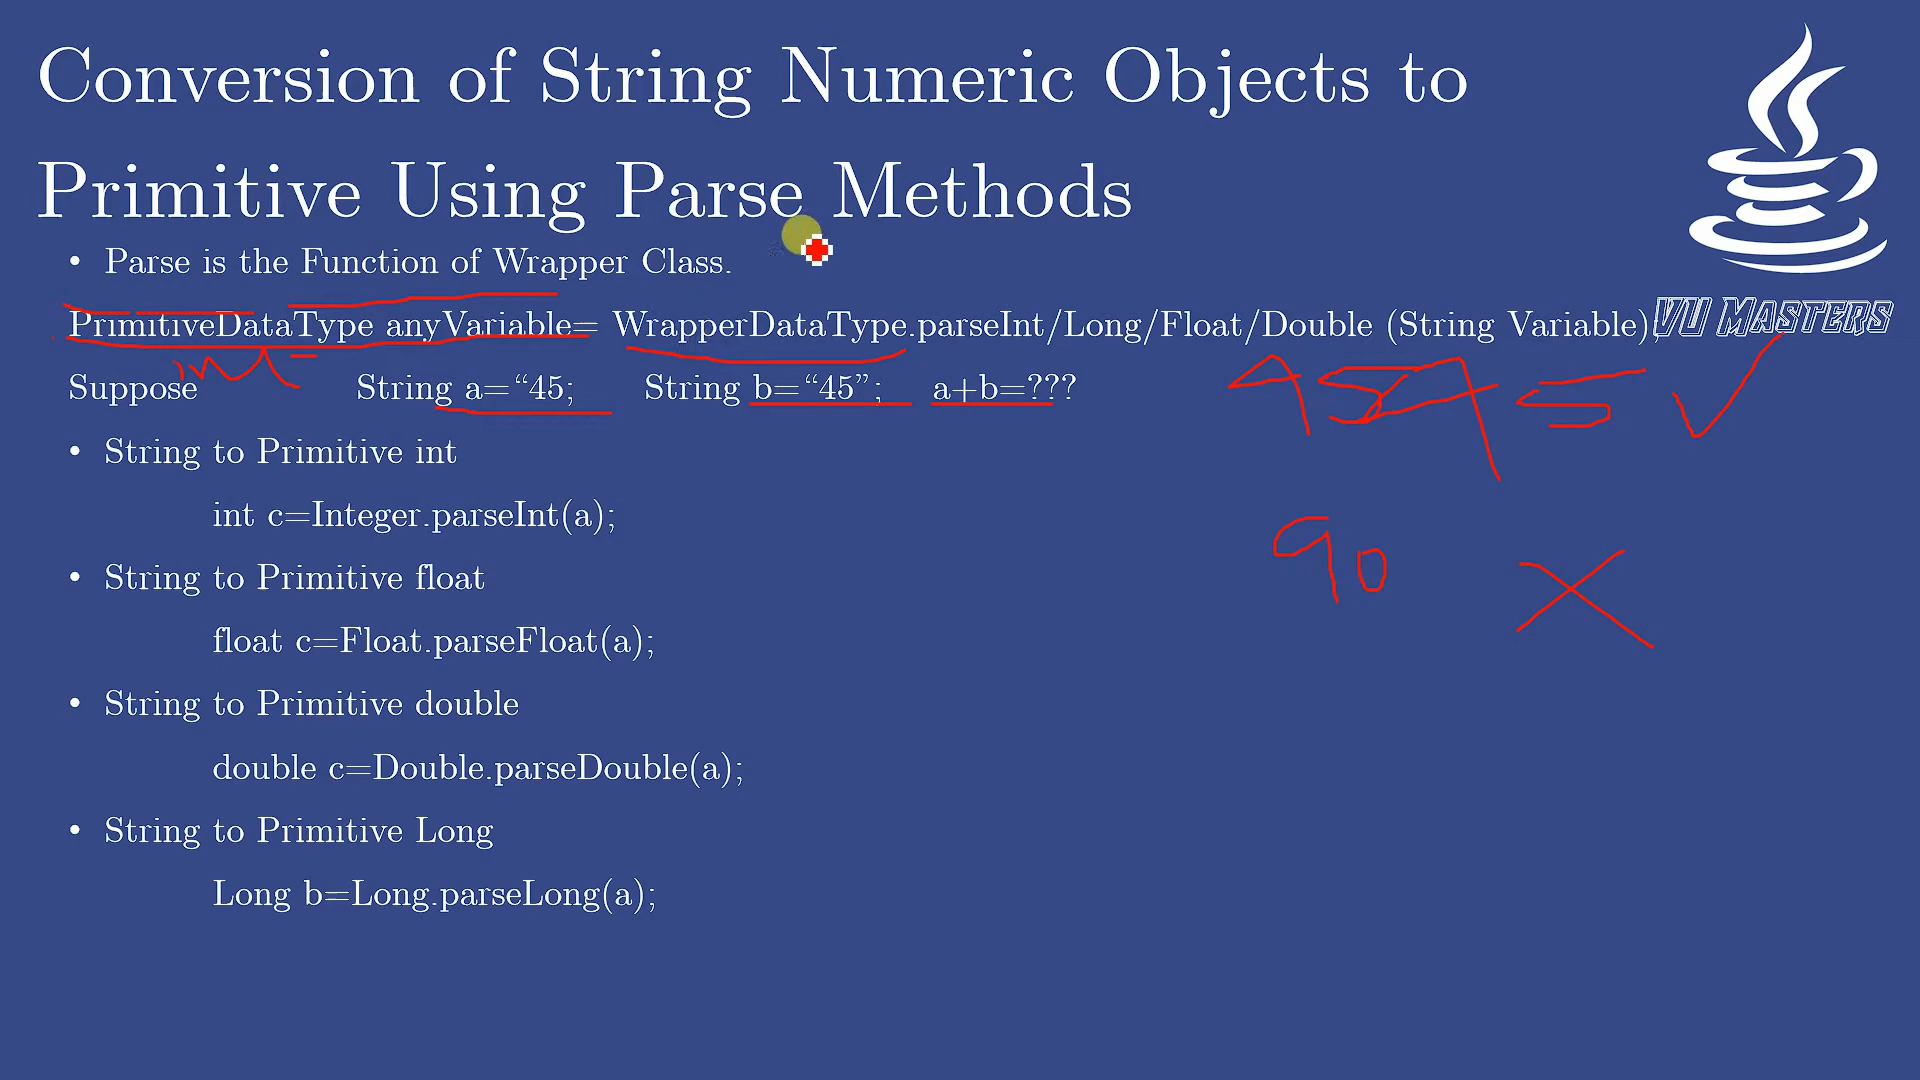 Conversion of String Numeric Objects to
Primitive Using Parse Methods
• Parse is the Function of Wrapper Class.
PrimitiveDataType anyVariable= WrapperDataType.parseInt/Long/Float/Double (String Variable);
VU MASTERS
int
Suppose String a=“45; String b=“45”; a+b=???
4545
• String to Primitive int
int c=Integer.parseInt(a);
90
• String to Primitive float
float c=Float.parseFloat(a);
• String to Primitive double
double c=Double.parseDouble(a);
• String to Primitive Long
Long b=Long.parseLong(a);